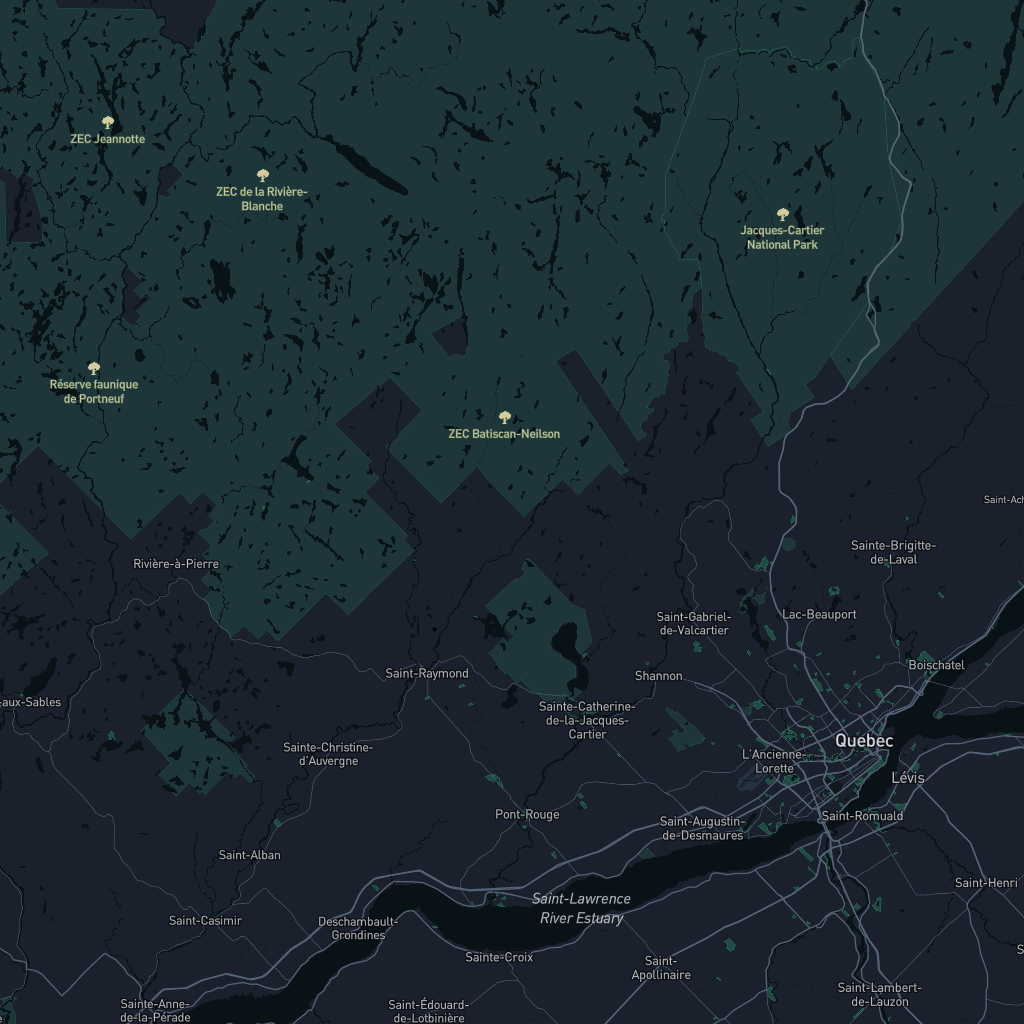 ZEC Jeannotte
ZEC de la Rivière-
Blanche
Jacques-Cartier
National Park
Réserve faunique
de Portneuf
ZEC Batiscan-Neilson
Saint-Ach
Rivière-à-Pierre
Sainte-Brigitte-
de-Laval
Saint-Gabriel-
de-Valcartier
Lac-Beauport
Boischatel
Saint-Raymond
Shannon
-aux-Sables
Sainte-Catherine-
de-la-Jacques-
Cartier
Quebec
Sainte-Christine-
d'Auvergne
L'Ancienne-
Lorette
Lévis
Pont-Rouge
Saint-Augustin-
de-Desmaures
Saint-Romuald
Saint-Alban
Saint-Henri
Saint-Lawrence
River Estuary
Saint-Casimir
Deschambault-
Grondines
Sainte-Croix
Saint-
Apollinaire
Saint-Lambert-
de-Lauzon
Sainte-Anne-
de-la-Pérade
Saint-Édouard-
de-Lotbinière